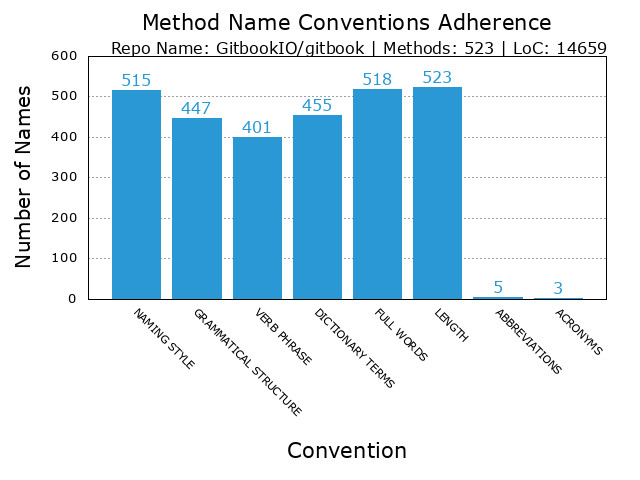 Method Name Conventions Adherence
Repo Name: GitbookIO/gitbook | Methods: 523 | LoC: 14659
Number of Names
600
500
400
300
200
100
0
515
447
401
455
518
523
5
3
NAMING STYLE
GRAMMATICAL STRUCTURE
VERB PHRASE
DICTIONARY TERMS
FULL WORDS
LENGTH
ABBREVIATIONS
ACRONYMS
Convention